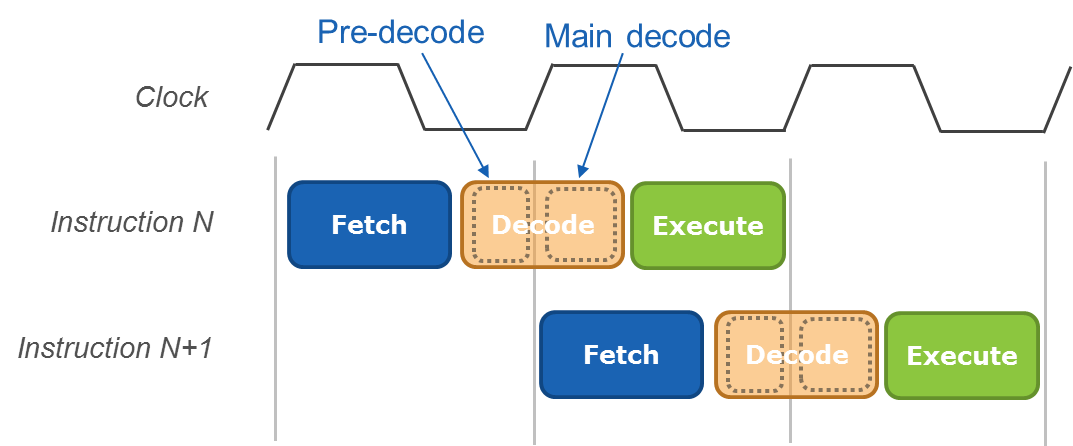 Pre-decode Main decode
Clock
Instruction N Fetch Decode Execute
Instruction N+1 Fetch Decode Execute